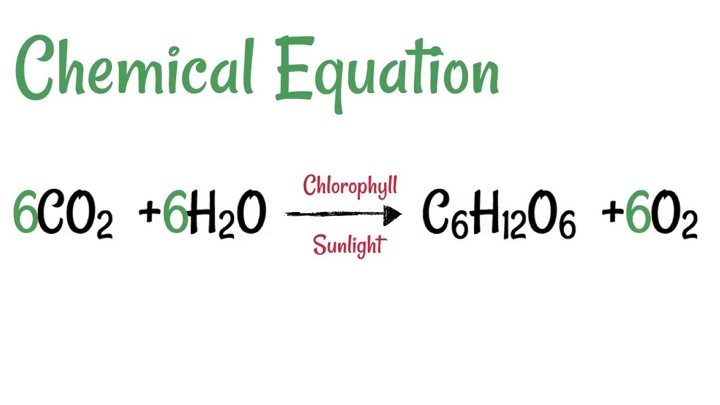 Chemical Equation
Chlorophyll
6CO₂ +6H₂O → C₆H₁₂O₆ +6O₂
Sunlight